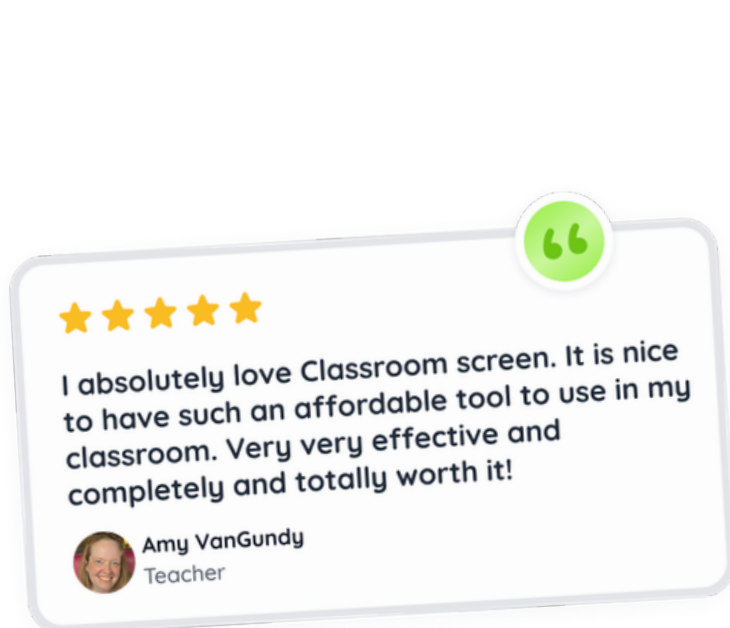 I absolutely love Classroom screen. It is nice
to have such an affordable tool to use in my
classroom. Very very effective and
completely and totally worth it!
Amy VanGundy
Teacher